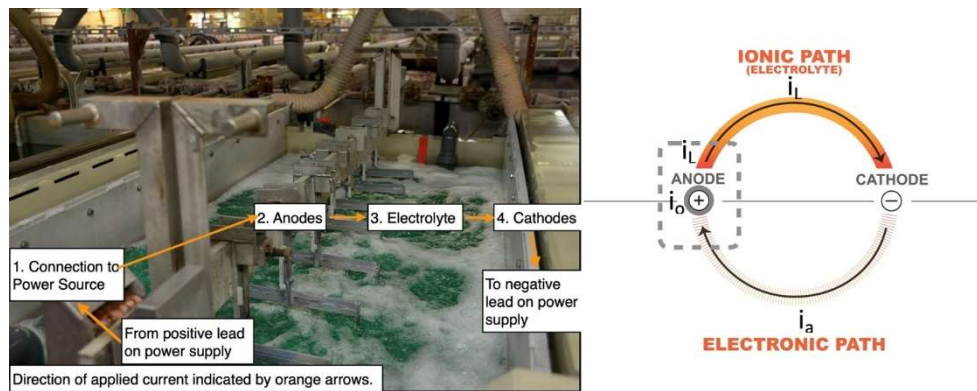 2. Anodes
3. Electrolyte
4. Cathodes
1. Connection to
Power Source
To negative
lead on power
supply
From positive lead
on power supply
Direction of applied current indicated by orange arrows.
IONIC PATH
(ELECTROLYTE)
iL
iL
ANODE
+
io
CATHODE
−
ia
ELECTRONIC PATH